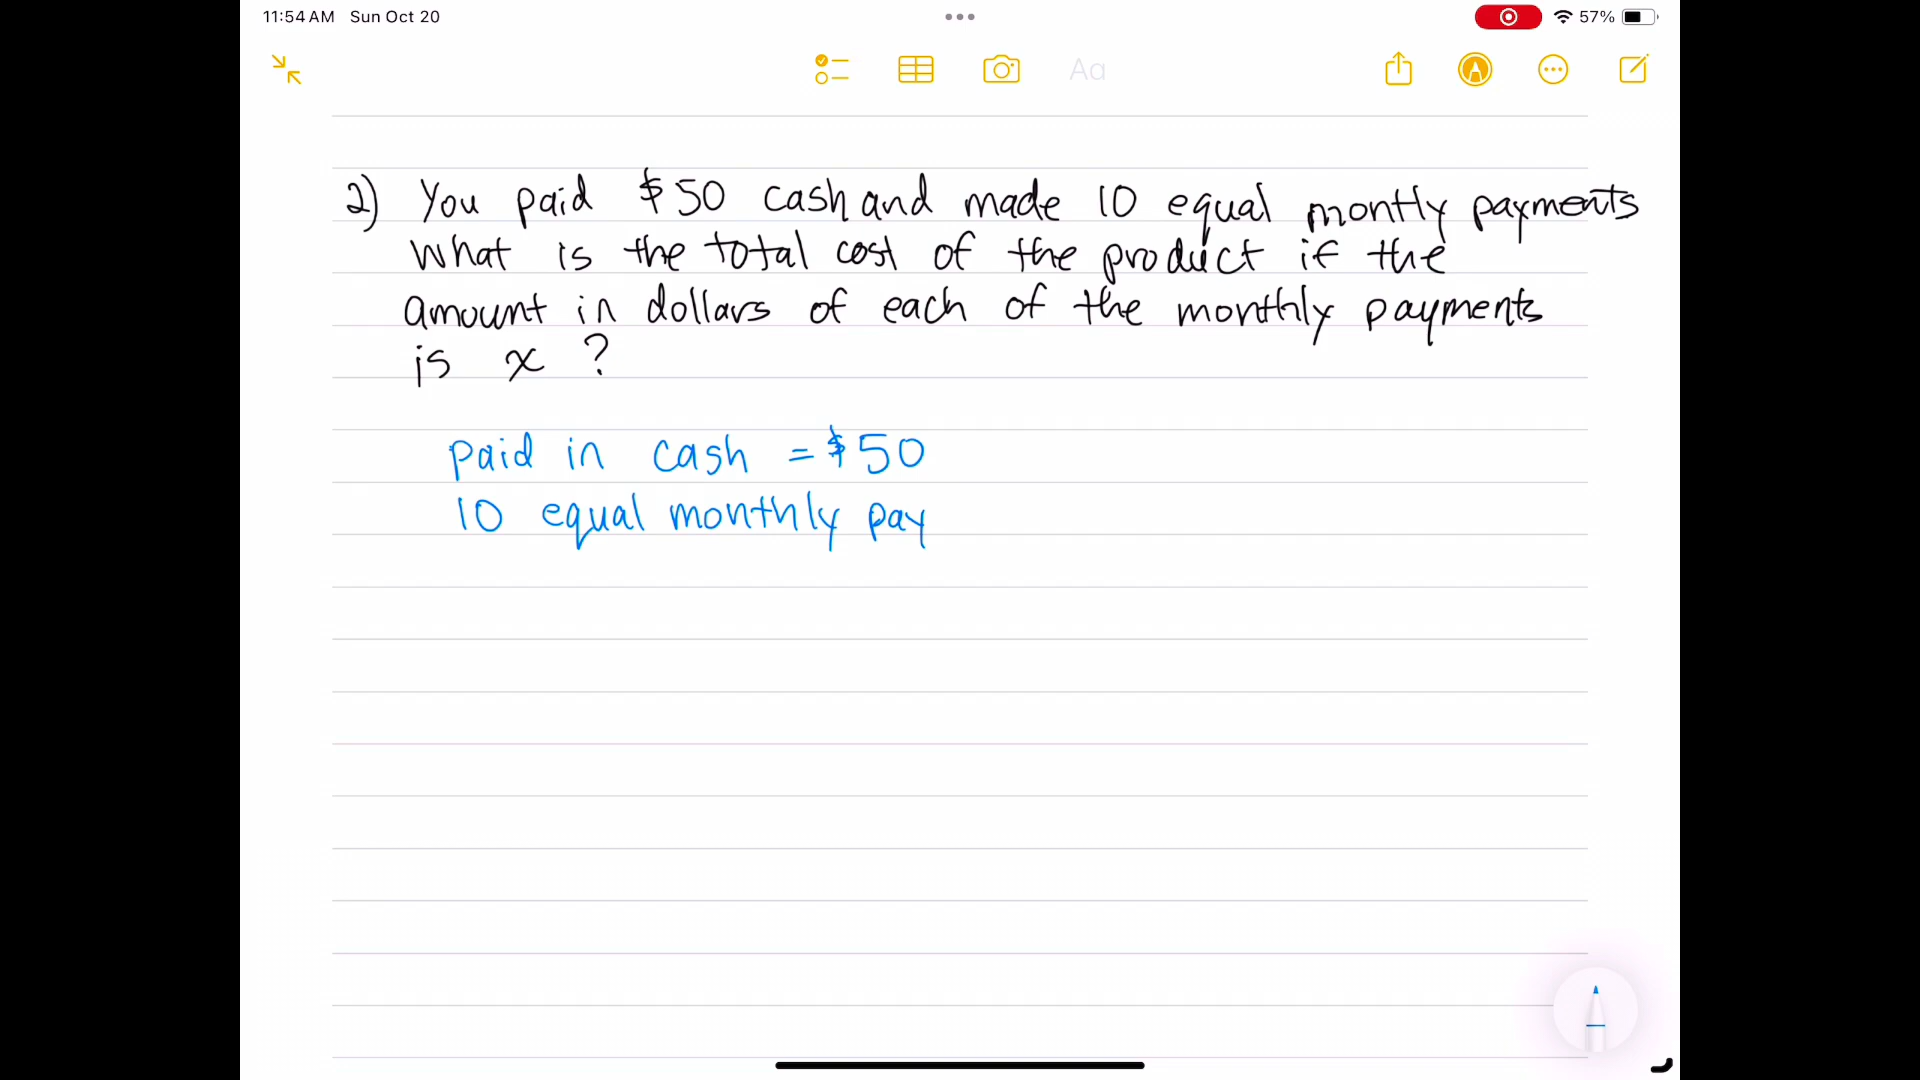 11:54 AM Sun Oct 20
57%
Aa
2) You paid $50 cash and made 10 equal montly payments
What is the total cost of the product if the
amount in dollars of each of the monthly payments
is x ?
paid in cash = $50
10 equal monthly pay